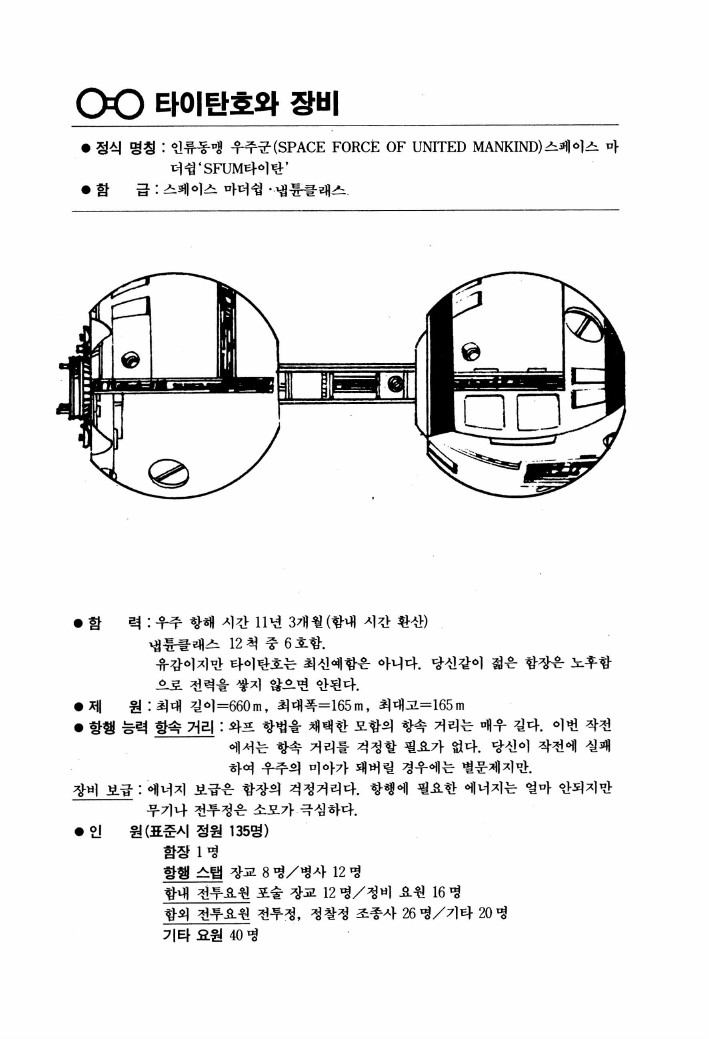 타이탄호와 장비
● 정식 명칭 : 인류동맹 우주군(SPACE FORCE OF UNITED MANKIND)스페이스 마
더쉽‘SFUM타이탄’
● 함 급 : 스페이스 마더쉽·냅튠클래스.
● 함 력 : 우주 항해 시간 11년 3개월(함내 시간 환산)
냅튠클래스 12척 중 6호함.
유감이지만 타이탄호는 최신예함은 아니다. 당신같이 젊은 함장은 노후함
으로 전력을 쌓지 않으면 안된다.
● 제 원 : 최대 길이=660m, 최대폭=165m, 최대고=165m
● 항행 능력 항속 거리 : 와프 항법을 채택한 모함의 항속 거리는 매우 길다. 이번 작전
에서는 항속 거리를 걱정할 필요가 없다. 당신이 작전에 실패
하여 우주의 미아가 돼버릴 경우에는 별문제지만.
장비 보급 : 에너지 보급은 함장의 걱정거리다. 항행에 필요한 에너지는 얼마 안되지만
무기나 전투정은 소모가 극심하다.
● 인 원(표준시 정원 135명)
함장 1명
항행 스탭 장교 8명/병사 12명
함내 전투요원 포술 장교 12명/정비 요원 16명
함외 전투요원 전투정, 정찰정 조종사 26명/기타 20명
기타 요원 40명